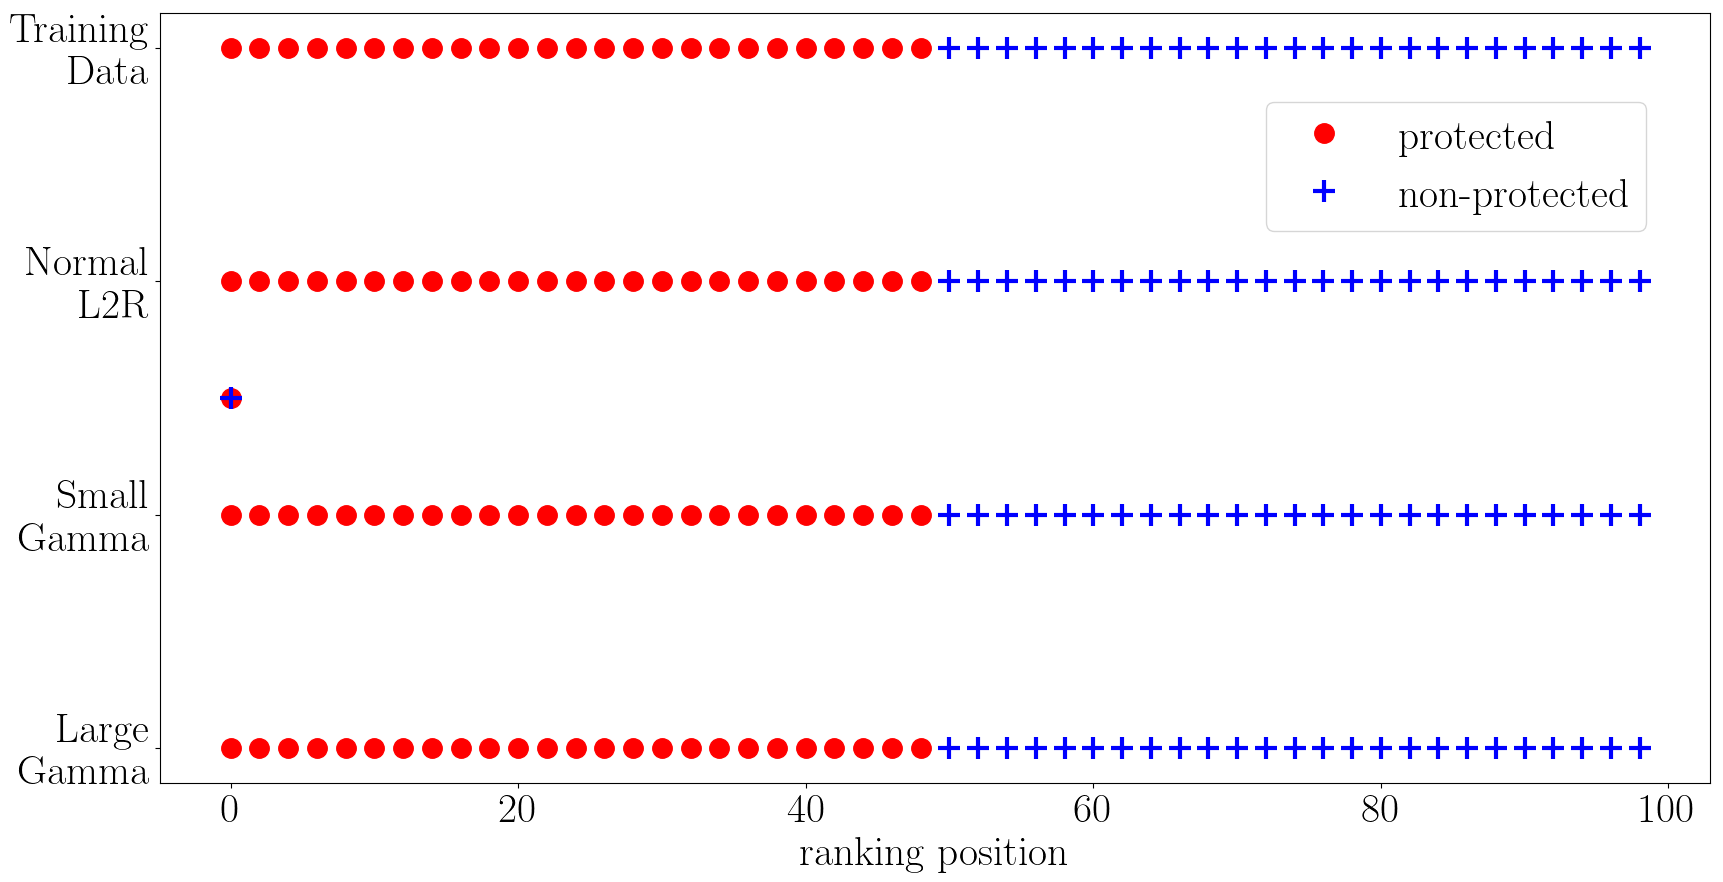 Training
Data
protected
non-protected
Normal
L2R
Small
Gamma
Large
Gamma
0 20 40 60 80 100
ranking position